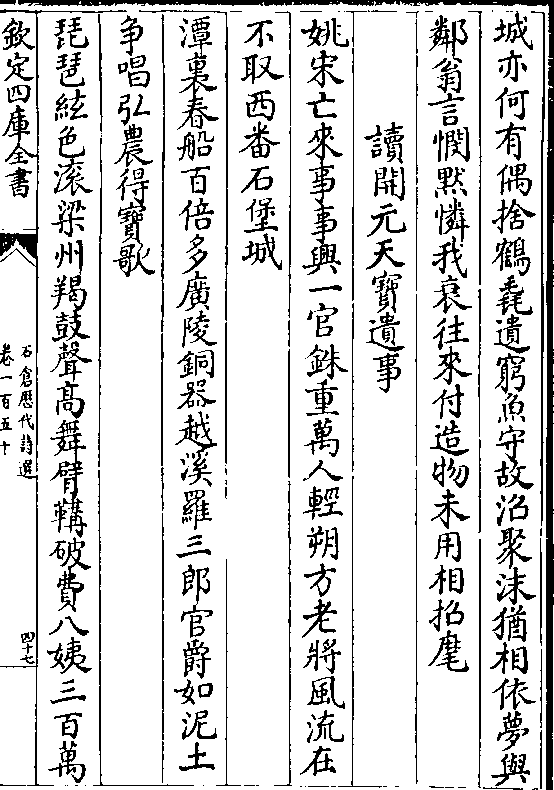 城亦何有偶捨鶴毳遺窮魚守故沼聚沫猶相依夢與
鄰翁言憫默憐我衰往來付造物未用相招麾
讀開元天寶遺事
姚宋亡來事事興一官銖重萬人輕朔方老將風流在
不取西番石堡城
潭裏春船百倍多廣陵銅器越溪羅三郎官爵如泥土
争唱弘農得寶歌
琵琶絃色滚梁州羯鼓聲髙舞臂韝破費八姨三百萬
欽定四庫全書
石倉歷代詩選
卷一百五十
四十七